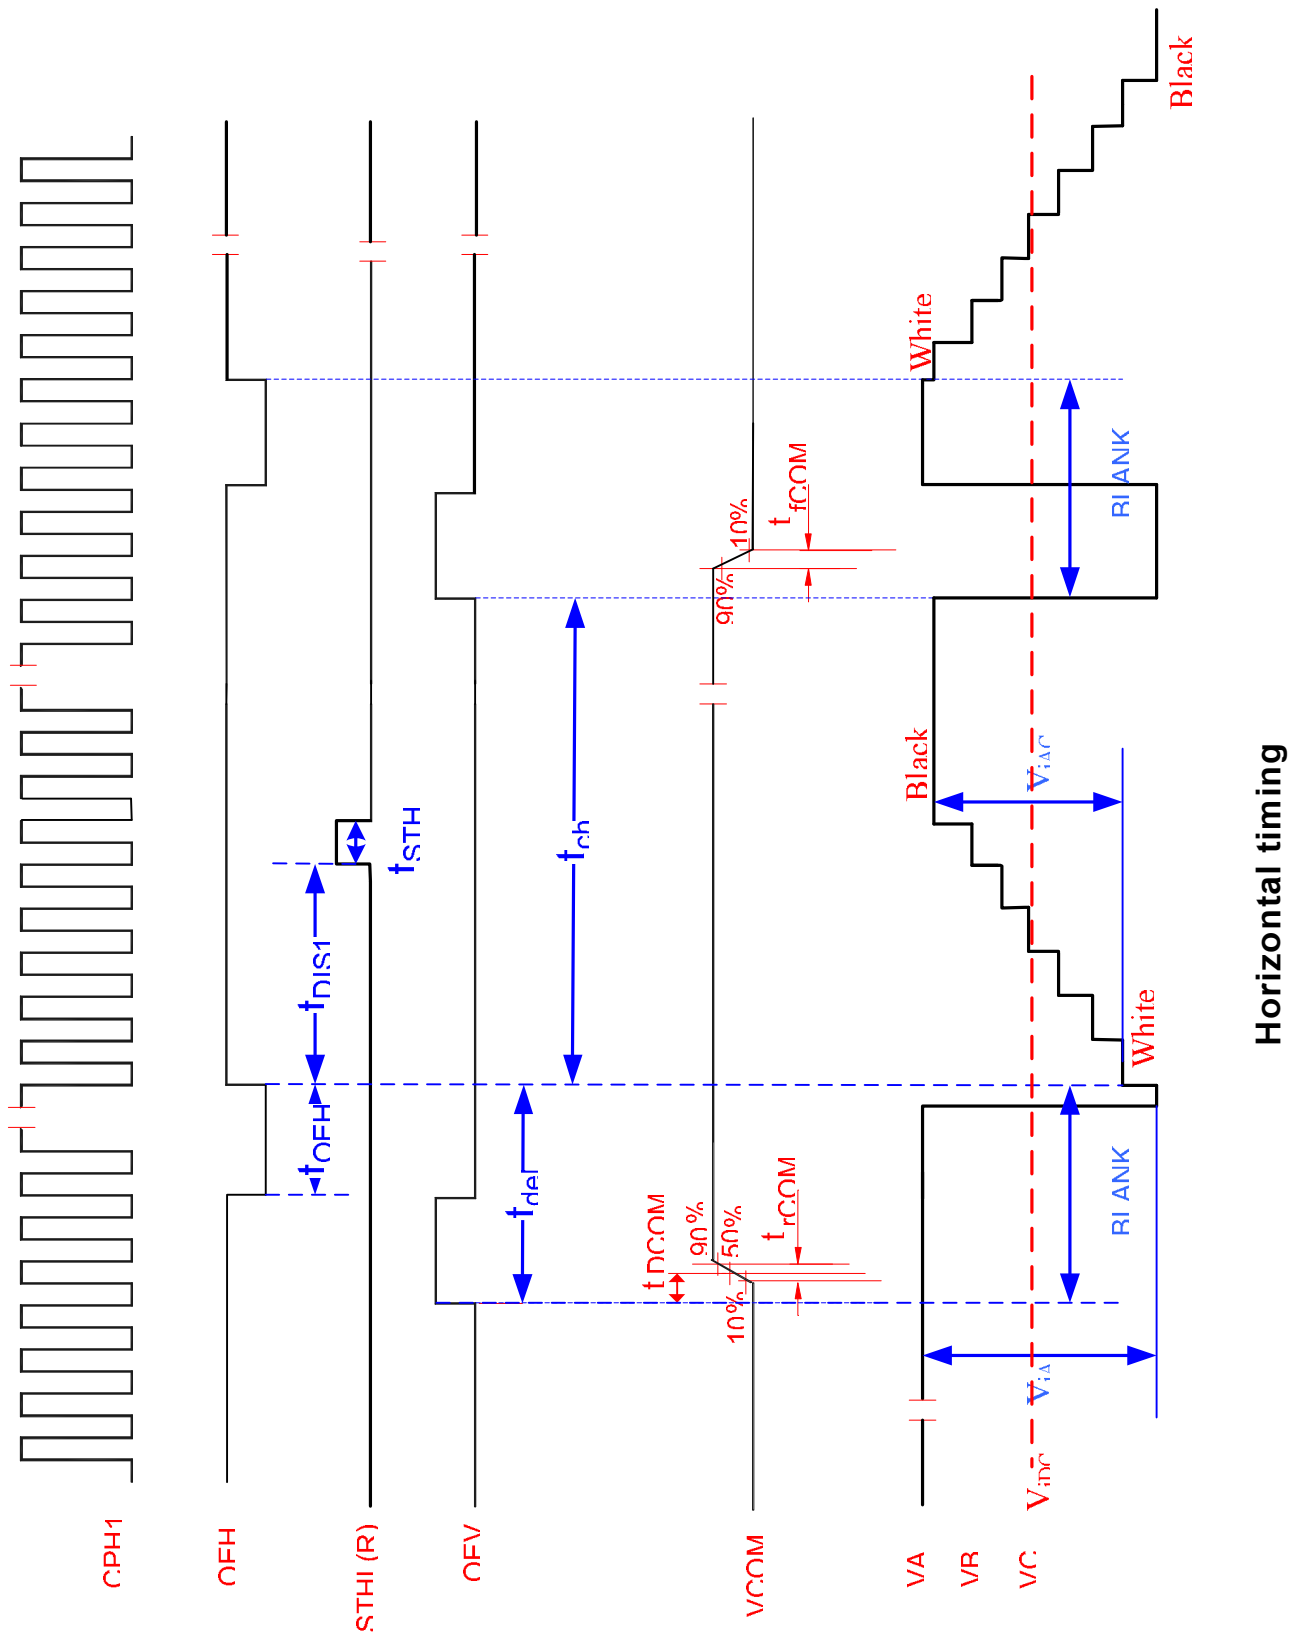 CPH1
OEH
tOEH
tDIS1
STHI (R)
tSTH
OEV
tdel
tch
VCOM
tDCOM
90%
50%
10%
trCOM
90%
10%
tfCOM
VA
Black
White
VB
VC
ViDC
ViA
ViAC
BLANK
BLANK
White
Black
Horizontal timing